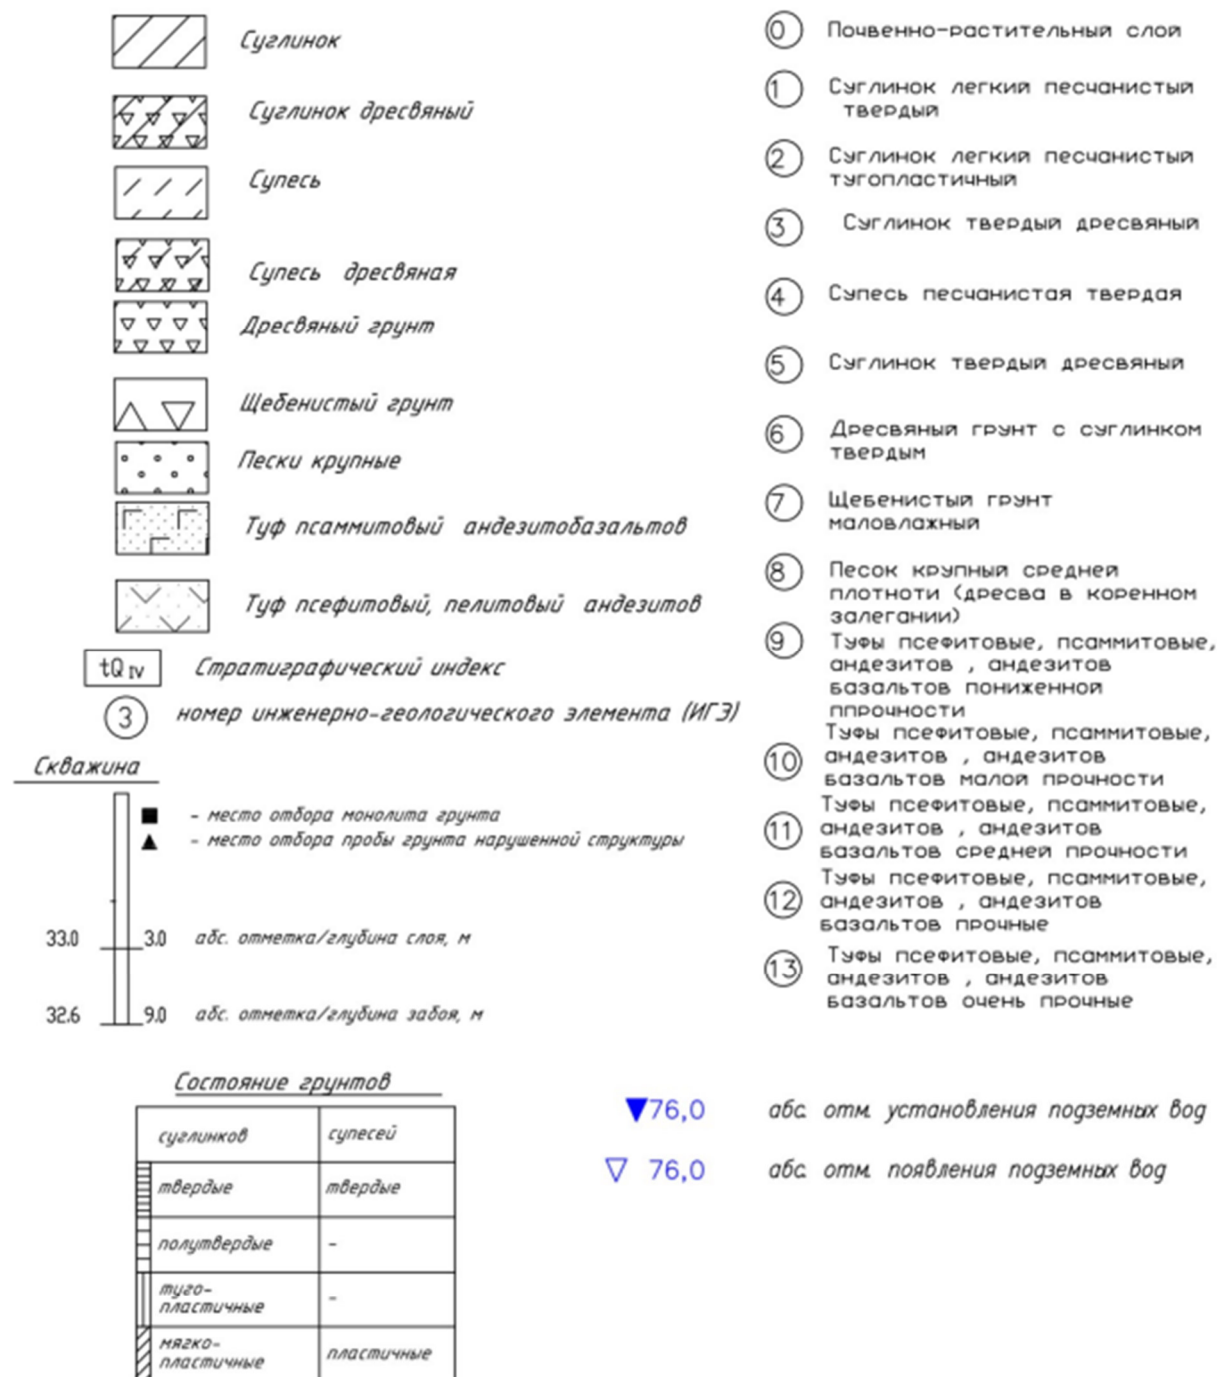 Суглинок
Суглинок дресвяный
Супесь
Супесь дресвяная
Дресвяный грунт
Щебенистый грунт
Пески крупные
Туф псаммитовый андезитобазальтов
Туф псефитовый, пелитовый андезитов
tQ IV Стратиграфический индекс
3 номер инженерно-геологического элемента (ИГЭ)
Скважина
- место отбора монолита грунта
- место отбора пробы грунта нарушенной структуры
33.0 3.0 абс. отметка/глубина слоя, м
32.6 9.0 абс. отметка/глубина забоя, м
Состояние грунтов
суглинков супесей
твердые твердые
полутвердые -
туго-
пластичные -
мягко-
пластичные пластичные
0 Почвенно-растительный слой
1 Суглинок легкий песчанистый
твердый
2 Суглинок легкий песчанистый
тугопластичный
3 Суглинок твердый дресвяный
4 Супесь песчанистая твердая
5 Суглинок твердый дресвяный
6 Дресвяный грунт с суглинком
твердым
7 Щебенистый грунт
маловлажный
8 Песок крупный средней
плотноти (дресва в коренном
залегании)
9 Туфы псефитовые, псаммитовые,
андезитов , андезитов
базальтов пониженной
ппрочности
Туфы псефитовые, псаммитовые,
10 андезитов , андезитов
базальтов малой прочности
Туфы псефитовые, псаммитовые,
11 андезитов , андезитов
базальтов средней прочности
Туфы псефитовые, псаммитовые,
12 андезитов , андезитов
базальтов прочные
Туфы псефитовые, псаммитовые,
13 андезитов , андезитов
базальтов очень прочные
76,0 абс. отм. установления подземных вод
76,0 абс. отм. появления подземных вод